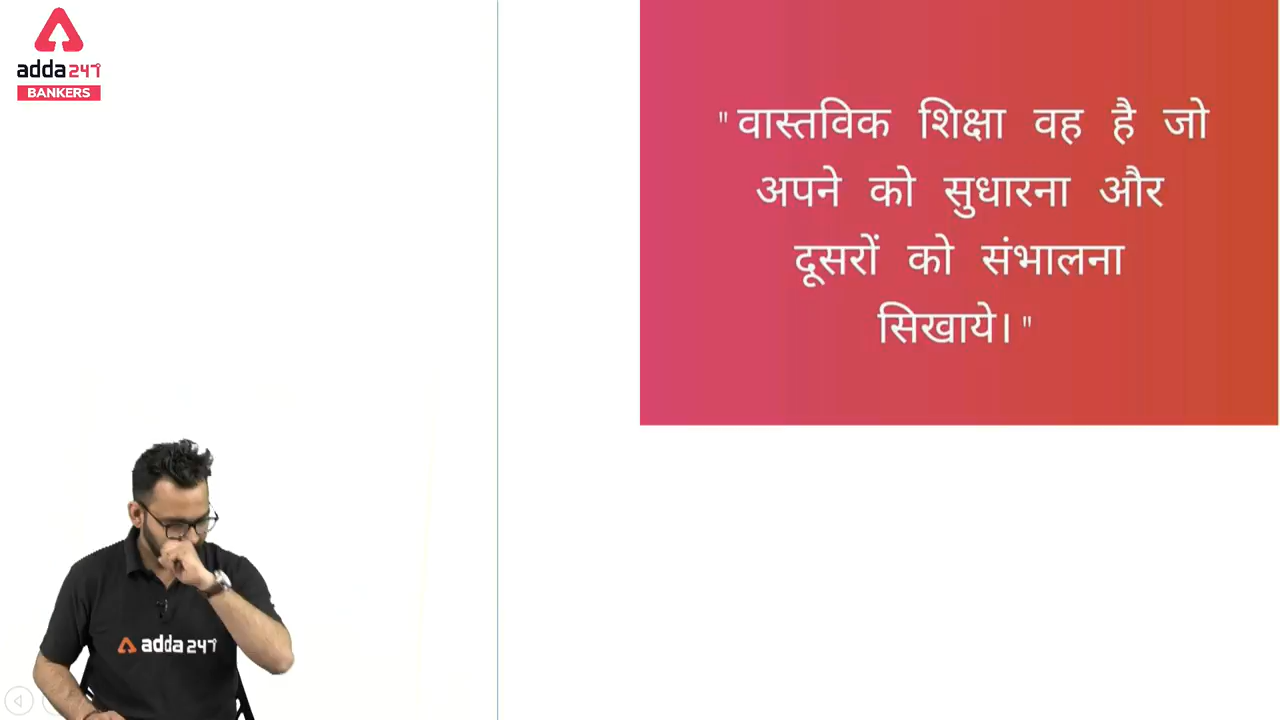 adda247
BANKERS
" वास्तविक शिक्षा वह है जो
अपने को सुधारना और
दूसरों को संभालना
सिखाये। "
adda247